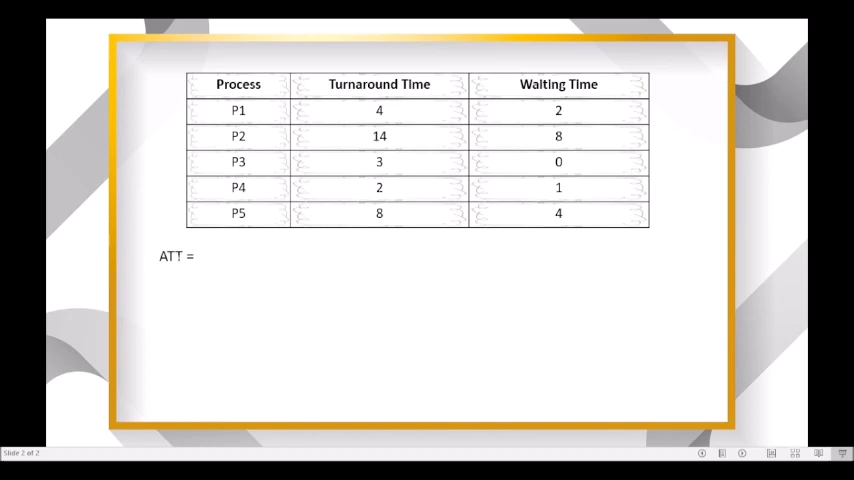 Process Turnaround Time Waiting Time
P1 4 2
P2 14 8
P3 3 0
P4 2 1
P5 8 4
ATT =
Slide 2 of 2